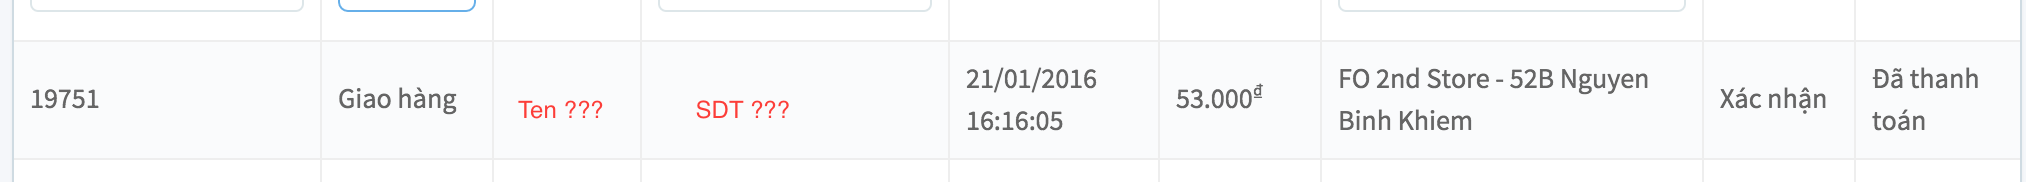 19751
Giao hàng
Ten ???
SDT ???
21/01/2016
16:16:05
53.000₫
FO 2nd Store - 52B Nguyen
Binh Khiem
Xác nhận
Đã thanh
toán